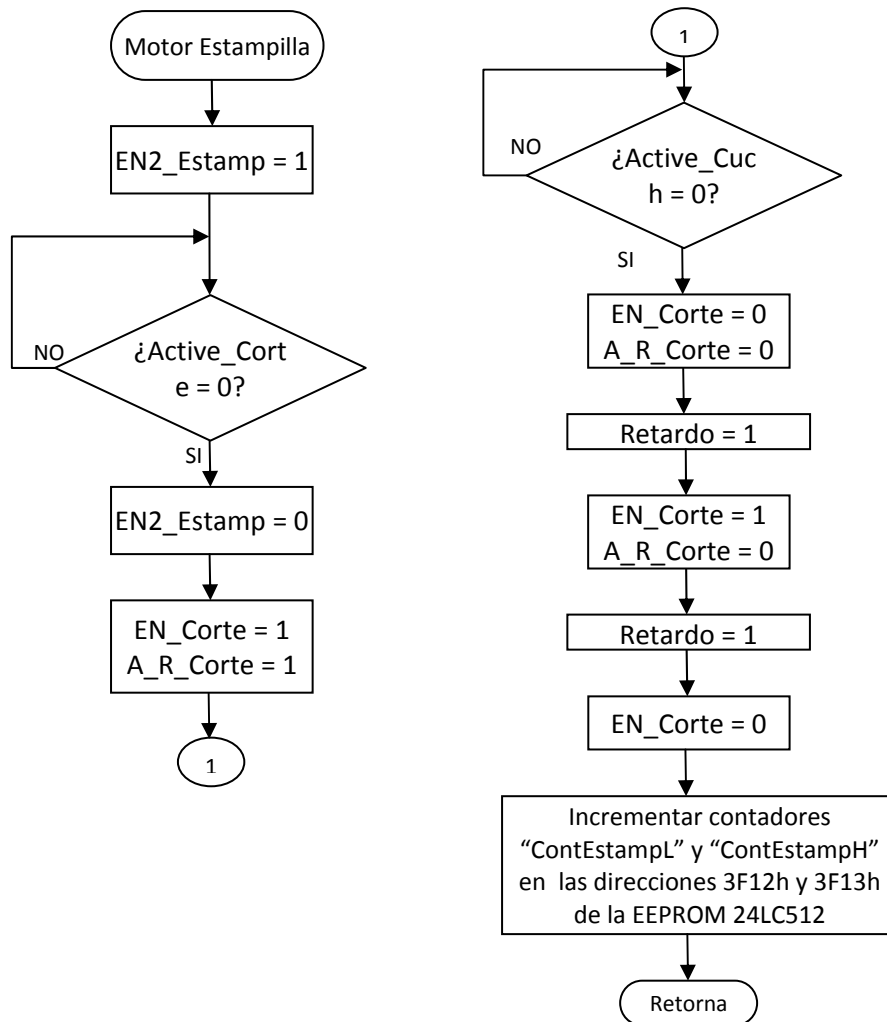 Motor Estampilla
EN2_Estamp = 1
NO
¿Active_Cort
e = 0?
SI
EN2_Estamp = 0
EN_Corte = 1
A_R_Corte = 1
1
1
NO
¿Active_Cuc
h = 0?
SI
EN_Corte = 0
A_R_Corte = 0
Retardo = 1
EN_Corte = 1
A_R_Corte = 0
Retardo = 1
EN_Corte = 0
Incrementar contadores
“ContEstampL” y “ContEstampH”
en las direcciones 3F12h y 3F13h
de la EEPROM 24LC512
Retorna